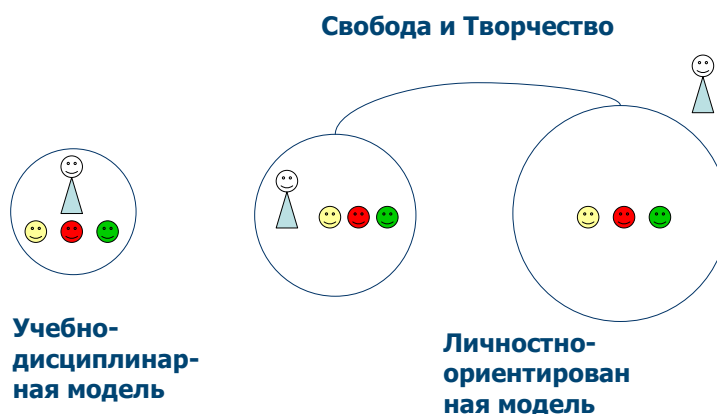 Свобода и Творчество
Учебно-
дисциплинар-
ная модель
Личностно-
ориентирован
ная модель